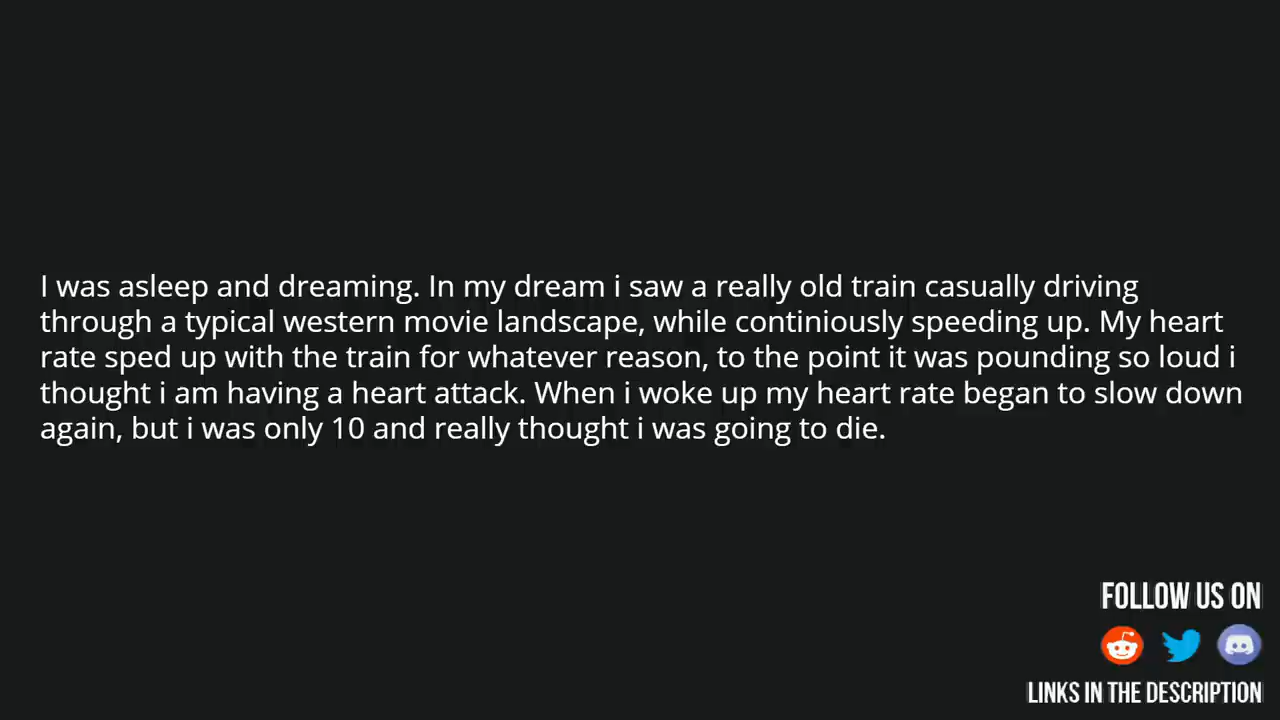 I was asleep and dreaming. In my dream i saw a really old train casually driving
through a typical western movie landscape, while continiously speeding up. My heart
rate sped up with the train for whatever reason, to the point it was pounding so loud i
thought i am having a heart attack. When i woke up my heart rate began to slow down
again, but i was only 10 and really thought i was going to die.
FOLLOW US ON
LINKS IN THE DESCRIPTION